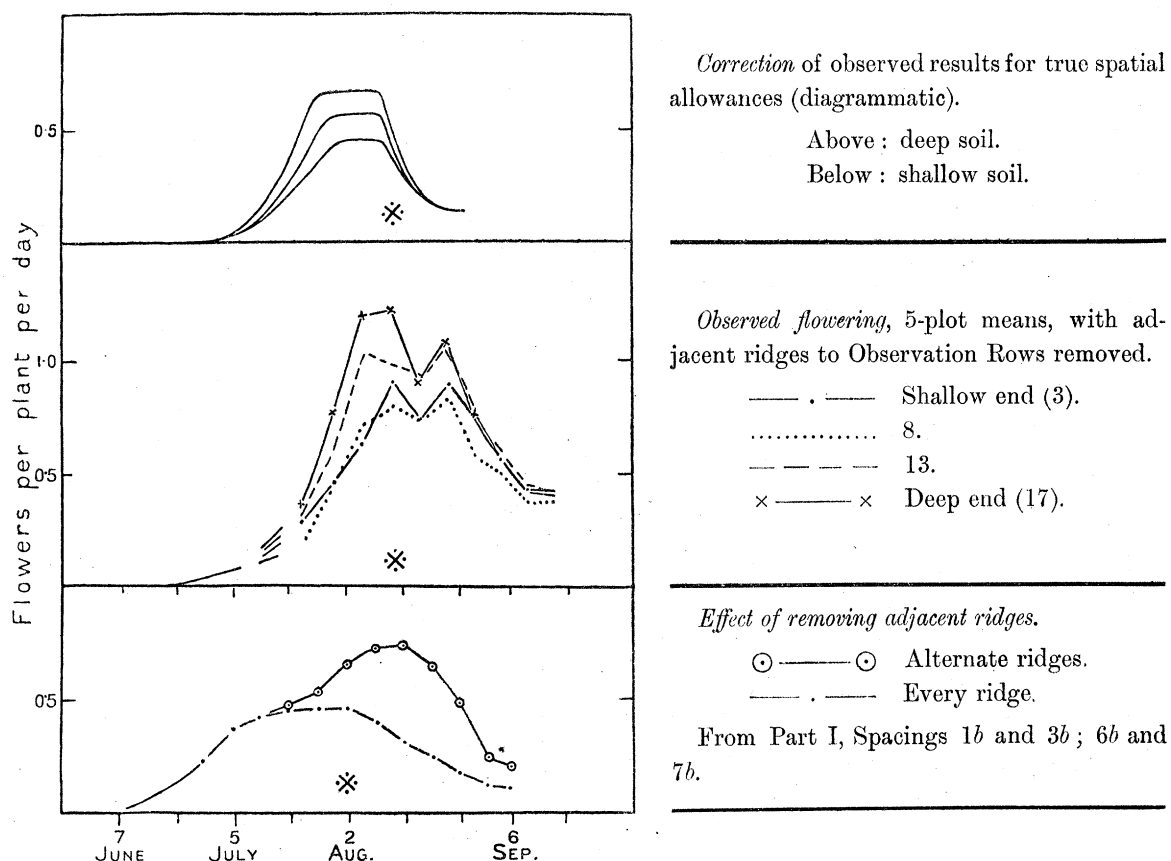 Flowers per plant per day
0·5
1·0
0·5
0·5
7
5
2
6
JUNE
JULY
AUG.
SEP.
Correction of observed results for true spatial
allowances (diagrammatic).
Above : deep soil.
Below : shallow soil.
Observed flowering, 5-plot means, with ad-
jacent ridges to Observation Rows removed.
Shallow end (3).
8.
13.
Deep end (17).
Effect of removing adjacent ridges.
Alternate ridges.
Every ridge.
From Part I, Spacings 1b and 3b ; 6b and
7b.